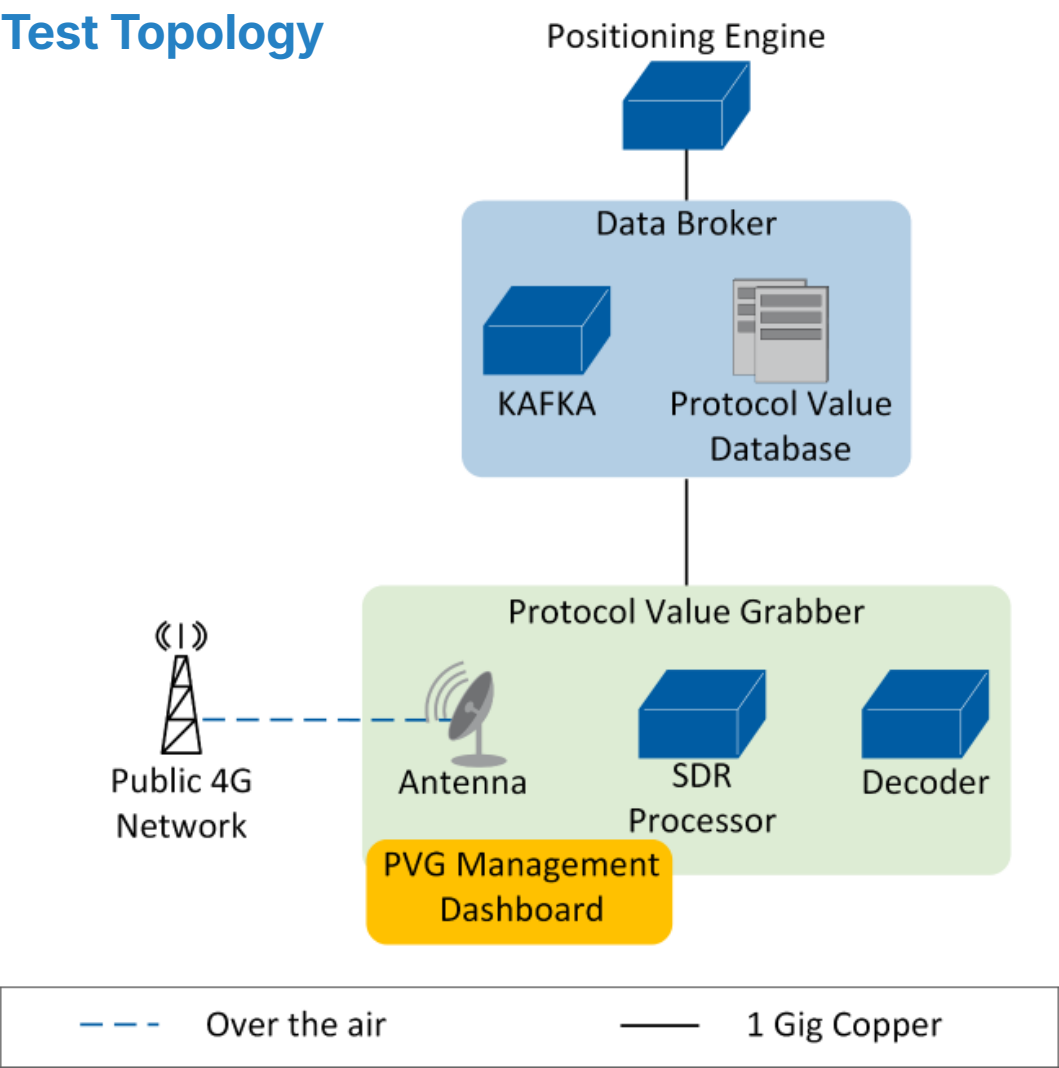 Test Topology
Positioning Engine
Data Broker
KAFKA
Protocol Value
Database
Protocol Value Grabber
Public 4G
Network
Antenna
SDR
Processor
Decoder
PVG Management
Dashboard
Over the air
1 Gig Copper